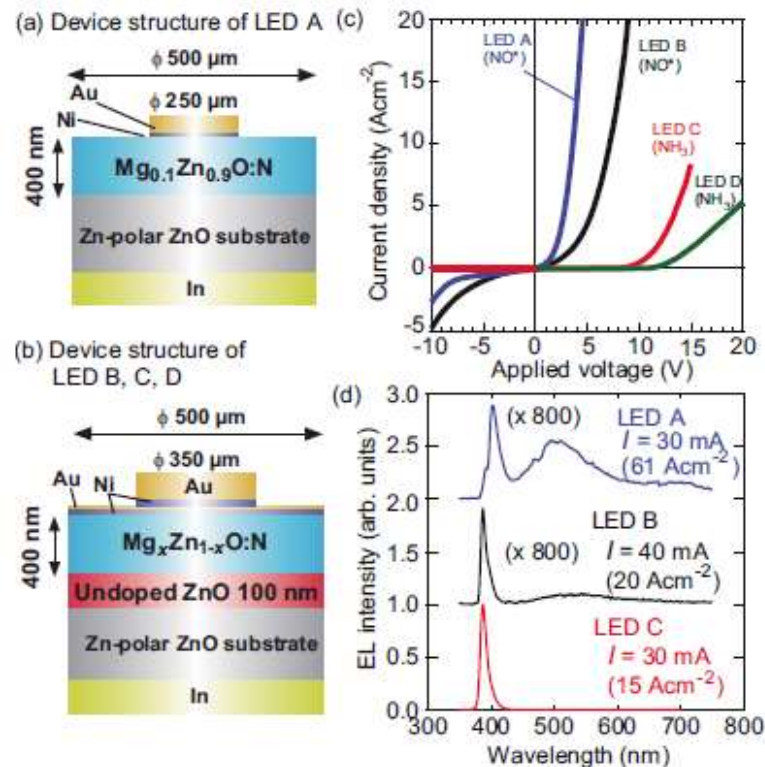 (a) Device structure of LED A
ϕ 500 µm
Au
ϕ 250 µm
Ni
400 nm
Mg0.1Zn0.9O:N
Zn-polar ZnO substrate
In
(b) Device structure of
LED B, C, D
ϕ 500 µm
ϕ 350 µm
Au
Ni
Au
400 nm
MgxZn1-xO:N
Undoped ZnO 100 nm
Zn-polar ZnO substrate
In
(c)
Current density (Acm-2)
20
15
10
5
0
-5
-10
-5
0
5
10
15
20
Applied voltage (V)
LED A
(NO*)
LED B
(NO*)
LED C
(NH3)
LED D
(NH3)
(d)
EL intensity (arb. units)
3.0
2.5
2.0
1.5
1.0
0.5
0.0
300
400
500
600
700
800
Wavelength (nm)
(x 800)
LED A
I = 30 mA
(61 Acm-2)
(x 800)
LED B
I = 40 mA
(20 Acm-2)
LED C
I = 30 mA
(15 Acm-2)